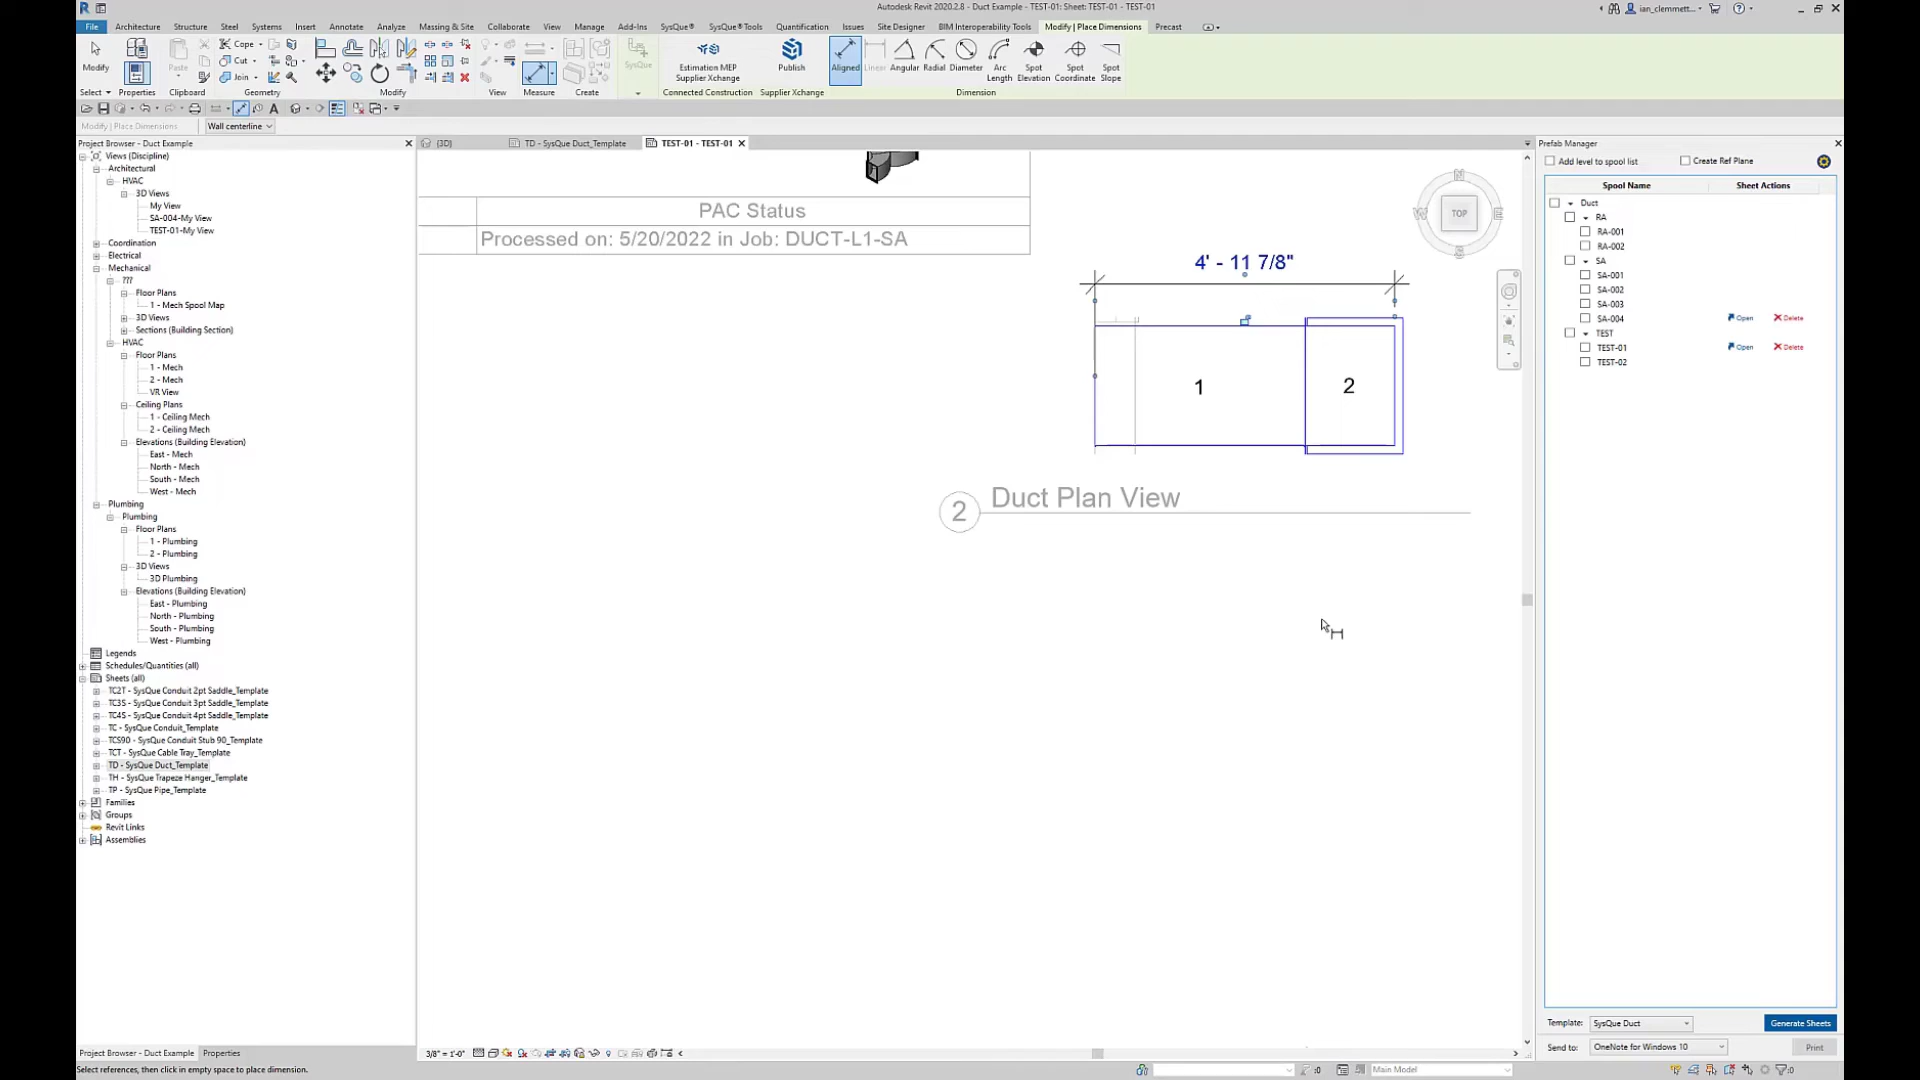 Autodesk Revit 2020.2.8 - Duct Example - TEST-01: Sheet: TEST-01 - TEST-01
ian_clemmett...
File Architecture Structure Steel Systems Insert Annotate Analyze Massing & Site Collaborate View Manage Add-Ins SysQue® SysQue®Tools Quantification Issues Site Designer BIM Interoperability Tools Modify | Place Dimensions Precast
Modify Paste Cope Cut Join SysQue Estimation MEP Supplier Xchange Publish Aligned Linear Angular Radial Diameter Arc Length Spot Elevation Spot Coordinate Spot Slope
Select Properties Clipboard Geometry Modify View Measure Create Connected Construction Supplier Xchange Dimension
Modify | Place Dimensions Wall centerline
Project Browser - Duct Example
Views (Discipline)
Architectural
HVAC
3D Views
My View
SA-004-My View
TEST-01-My View
Coordination
Electrical
Mechanical
???
Floor Plans
1 - Mech Spool Map
3D Views
Sections (Building Section)
HVAC
Floor Plans
1 - Mech
2 - Mech
VR View
Ceiling Plans
1 - Ceiling Mech
2 - Ceiling Mech
Elevations (Building Elevation)
East - Mech
North - Mech
South - Mech
West - Mech
Plumbing
Plumbing
Floor Plans
1 - Plumbing
2 - Plumbing
3D Views
3D Plumbing
Elevations (Building Elevation)
East - Plumbing
North - Plumbing
South - Plumbing
West - Plumbing
Legends
Schedules/Quantities (all)
Sheets (all)
TC2T - SysQue Conduit 2pt Saddle_Template
TC3S - SysQue Conduit 3pt Saddle_Template
TC4S - SysQue Conduit 4pt Saddle_Template
TC - SysQue Conduit_Template
TCS90 - SysQue Conduit Stub 90_Template
TCT - SysQue Cable Tray_Template
TD - SysQue Duct_Template
TH - SysQue Trapeze Hanger_Template
TP - SysQue Pipe_Template
Families
Groups
Revit Links
Assemblies
Project Browser - Duct Example Properties
{3D} TD - SysQue Duct_Template TEST-01 - TEST-01
PAC Status
Processed on: 5/20/2022 in Job: DUCT-L1-SA
TOP
4' - 11 7/8"
1
2
2 Duct Plan View
3/8" = 1'-0"
Prefab Manager
Add level to spool list Create Ref Plane
Spool Name Sheet Actions
Duct
RA
RA-001
RA-002
SA
SA-001
SA-002
SA-003
SA-004 Open Delete
TEST
TEST-01 Open Delete
TEST-02
Template: SysQue Duct Generate Sheets
Send to: OneNote for Windows 10 Print
Select references, then click in empty space to place dimension.
:0 Main Model :0